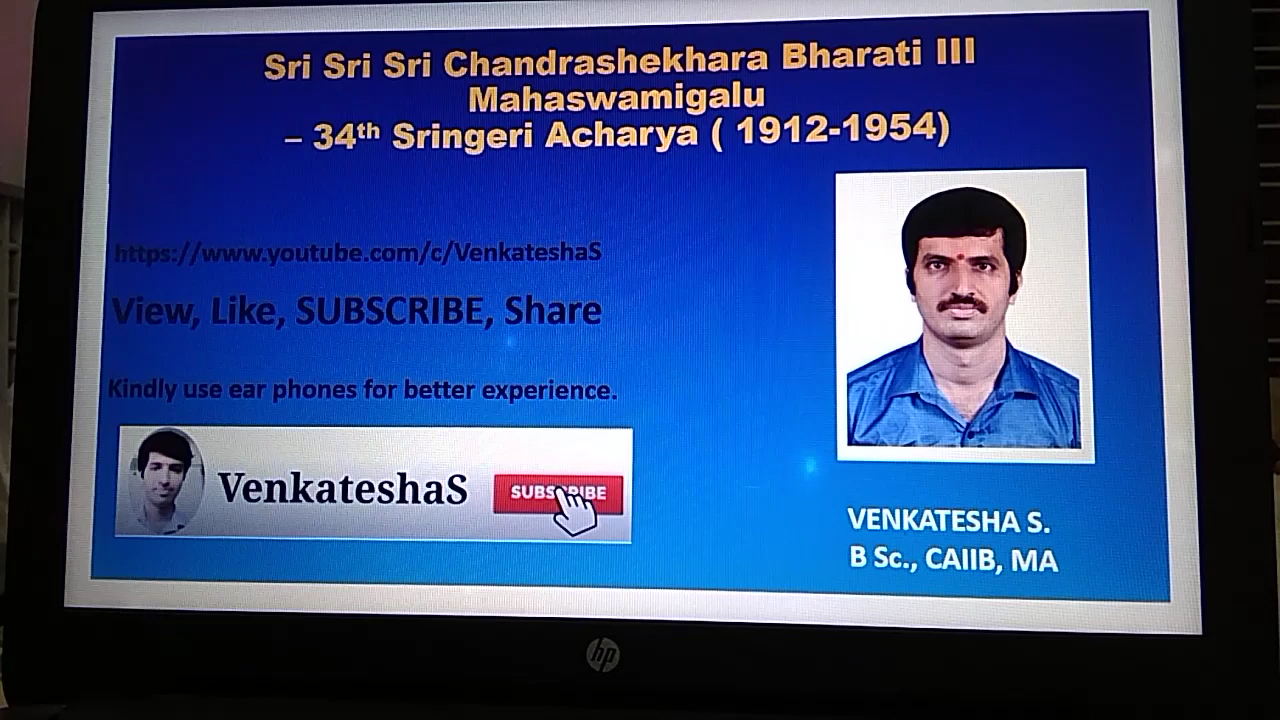 Sri Sri Sri Chandrashekhara Bharati III
Mahaswamigalu
– 34th Sringeri Acharya ( 1912-1954)
https://www.youtube.com/c/VenkateshaS
View, Like, SUBSCRIBE, Share
Kindly use ear phones for better experience.
VenkateshaS
SUBSCRIBE
VENKATESHA S.
B Sc., CAIIB, MA
hp